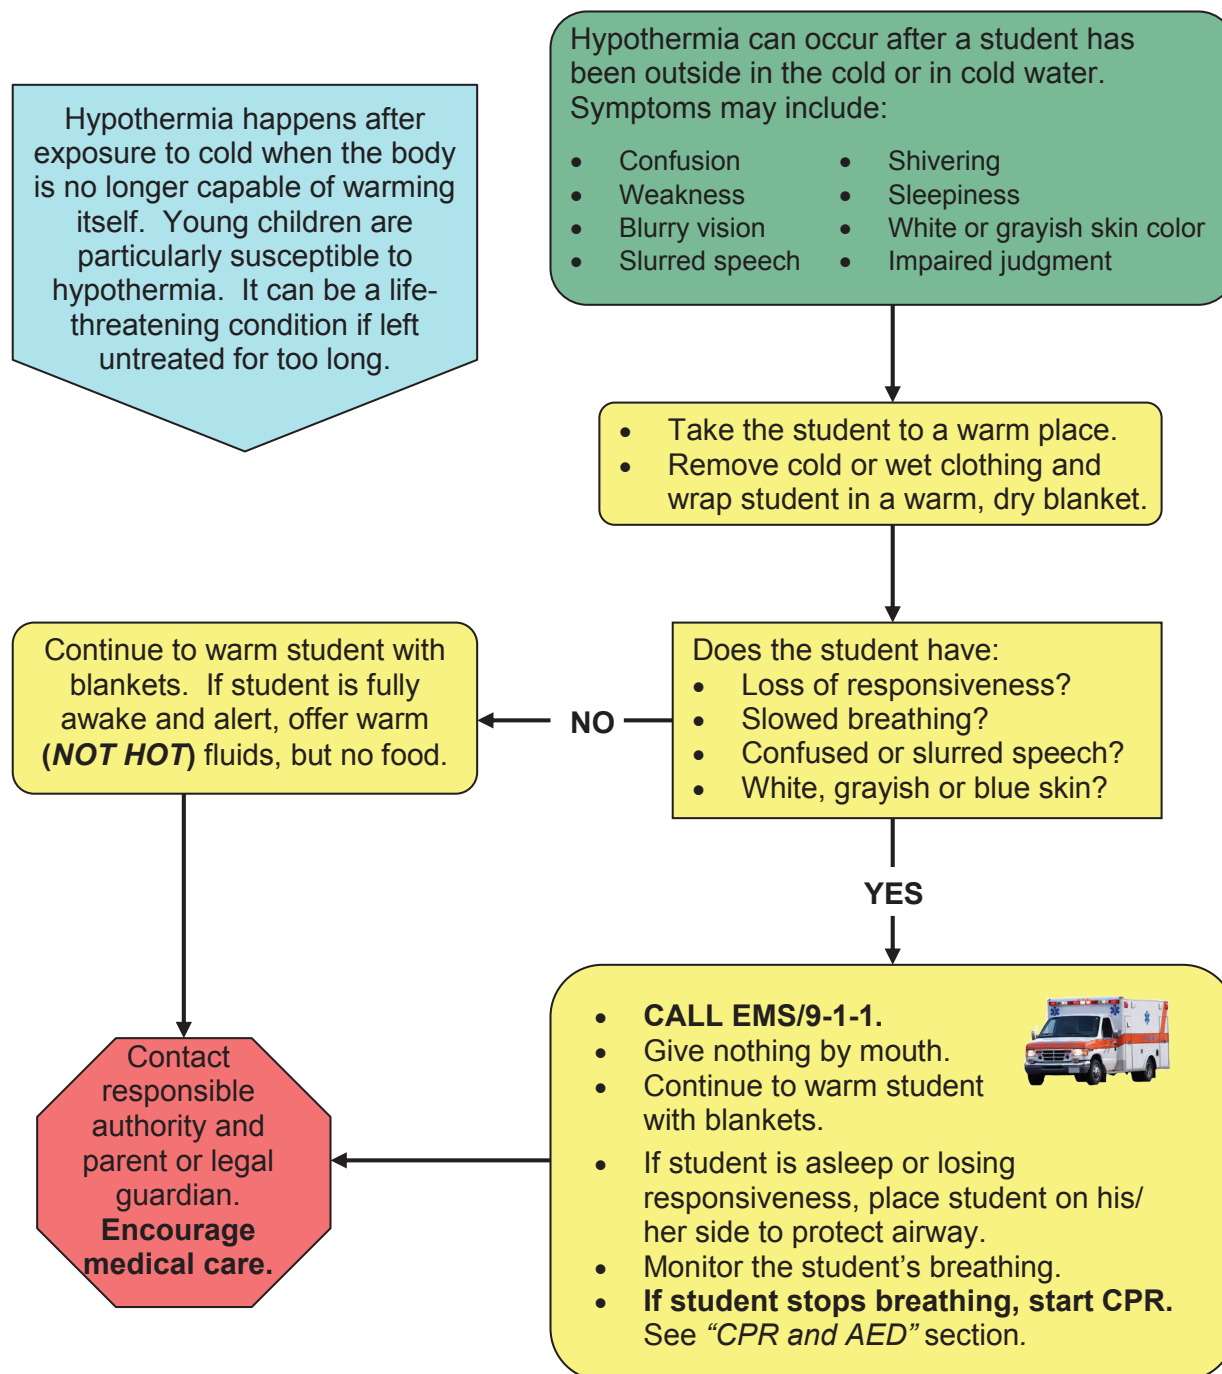 Hypothermia can occur after a student has
been outside in the cold or in cold water.
Symptoms may include:
• Confusion
• Weakness
• Blurry vision
• Slurred speech
• Shivering
• Sleepiness
• White or grayish skin color
• Impaired judgment
Hypothermia happens after
exposure to cold when the body
is no longer capable of warming
itself.  Young children are
particularly susceptible to
hypothermia.  It can be a life-
threatening condition if left
untreated for too long.
• Take the student to a warm place.
• Remove cold or wet clothing and
wrap student in a warm, dry blanket.
Does the student have:
• Loss of responsiveness?
• Slowed breathing?
• Confused or slurred speech?
• White, grayish or blue skin?
NO
Continue to warm student with
blankets.  If student is fully
awake and alert, offer warm
(NOT HOT) fluids, but no food.
YES
• CALL EMS/9-1-1.
• Give nothing by mouth.
• Continue to warm student
with blankets.
• If student is asleep or losing
responsiveness, place student on his/
her side to protect airway.
• Monitor the student’s breathing.
• If student stops breathing, start CPR.
See “CPR and AED” section.
Contact
responsible
authority and
parent or legal
guardian.
Encourage
medical care.